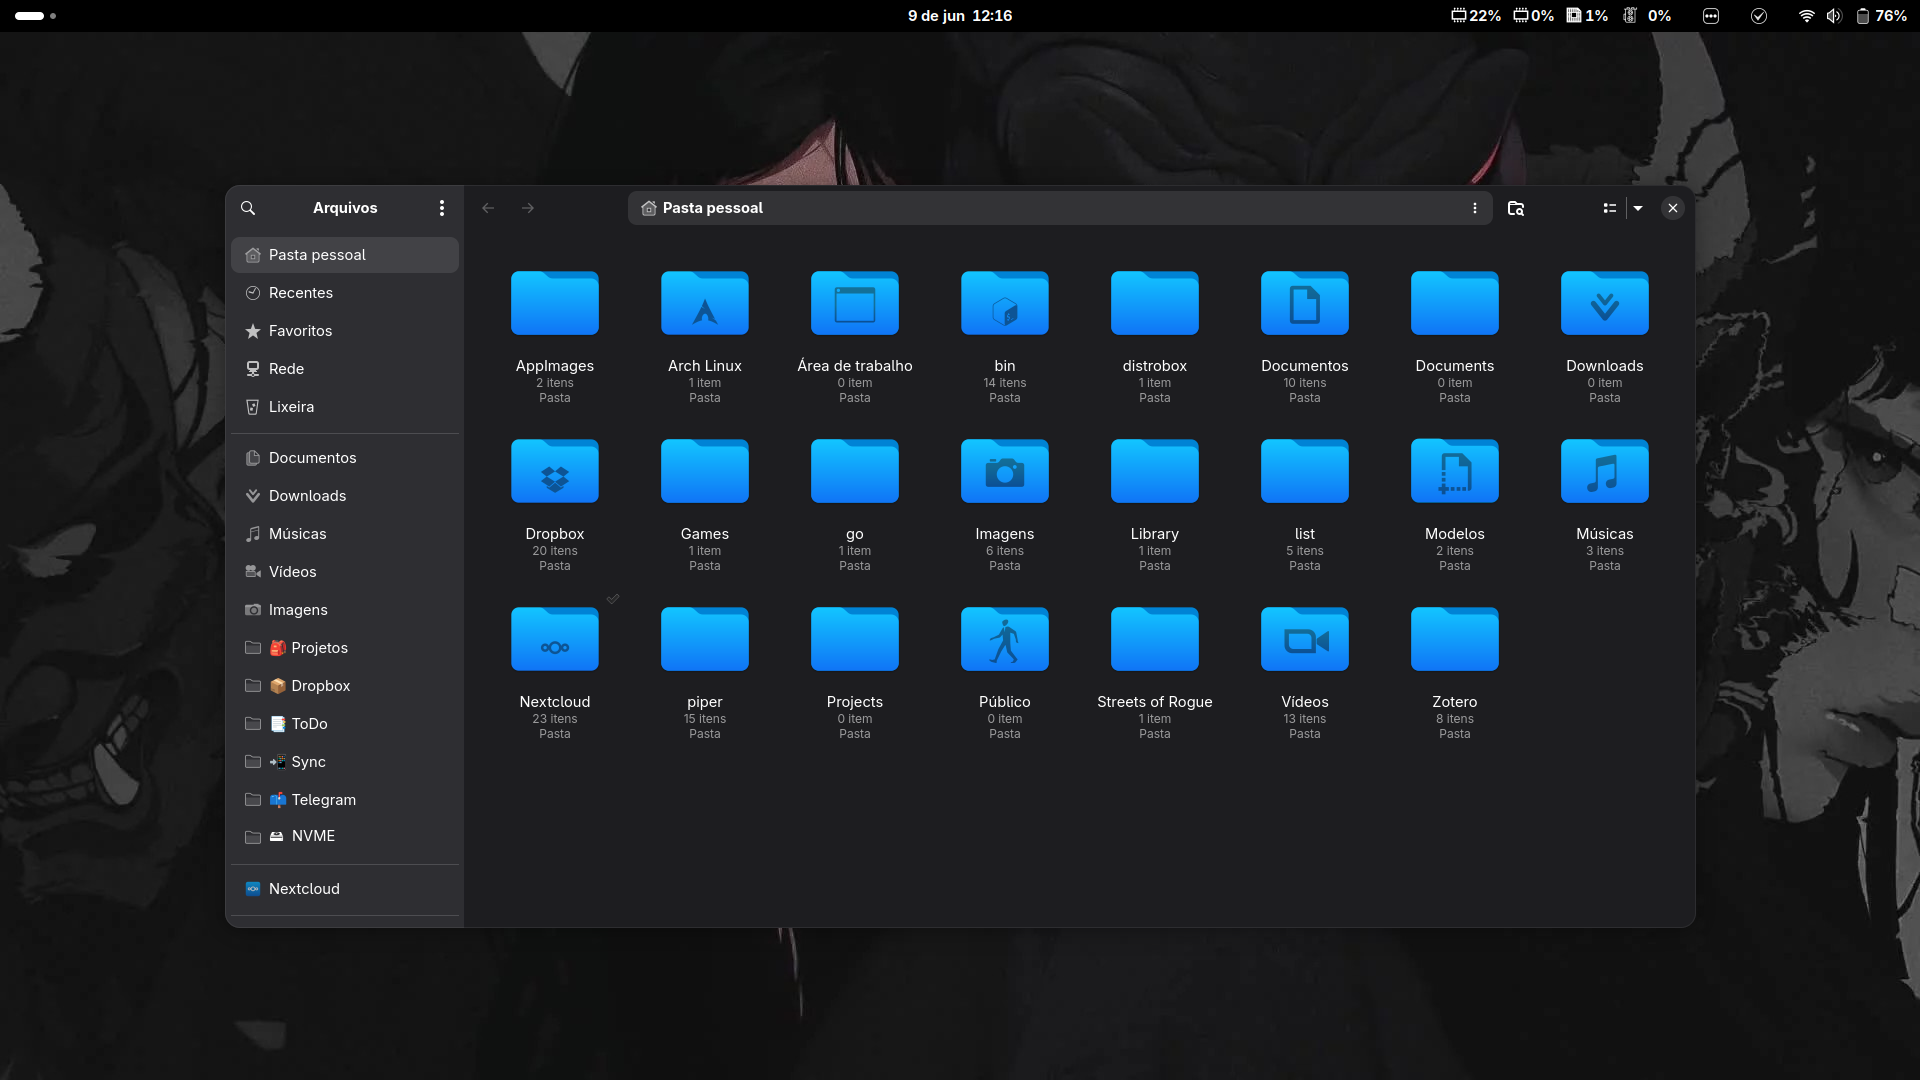 9 de jun 12:16
22% 0% 1% 0% 76%
Arquivos
Pasta pessoal
Pasta pessoal
Recentes
Favoritos
Rede
Lixeira
Documentos
Downloads
Músicas
Vídeos
Imagens
🎒 Projetos
📦 Dropbox
📑 ToDo
📲 Sync
📫 Telegram
🖴 NVME
Nextcloud
AppImages
2 itens
Pasta
Arch Linux
1 item
Pasta
Área de trabalho
0 item
Pasta
bin
14 itens
Pasta
distrobox
1 item
Pasta
Documentos
10 itens
Pasta
Documents
0 item
Pasta
Downloads
0 item
Pasta
Dropbox
20 itens
Pasta
Games
1 item
Pasta
go
1 item
Pasta
Imagens
6 itens
Pasta
Library
1 item
Pasta
list
5 itens
Pasta
Modelos
2 itens
Pasta
Músicas
3 itens
Pasta
Nextcloud
23 itens
Pasta
piper
15 itens
Pasta
Projects
0 item
Pasta
Público
0 item
Pasta
Streets of Rogue
1 item
Pasta
Vídeos
13 itens
Pasta
Zotero
8 itens
Pasta